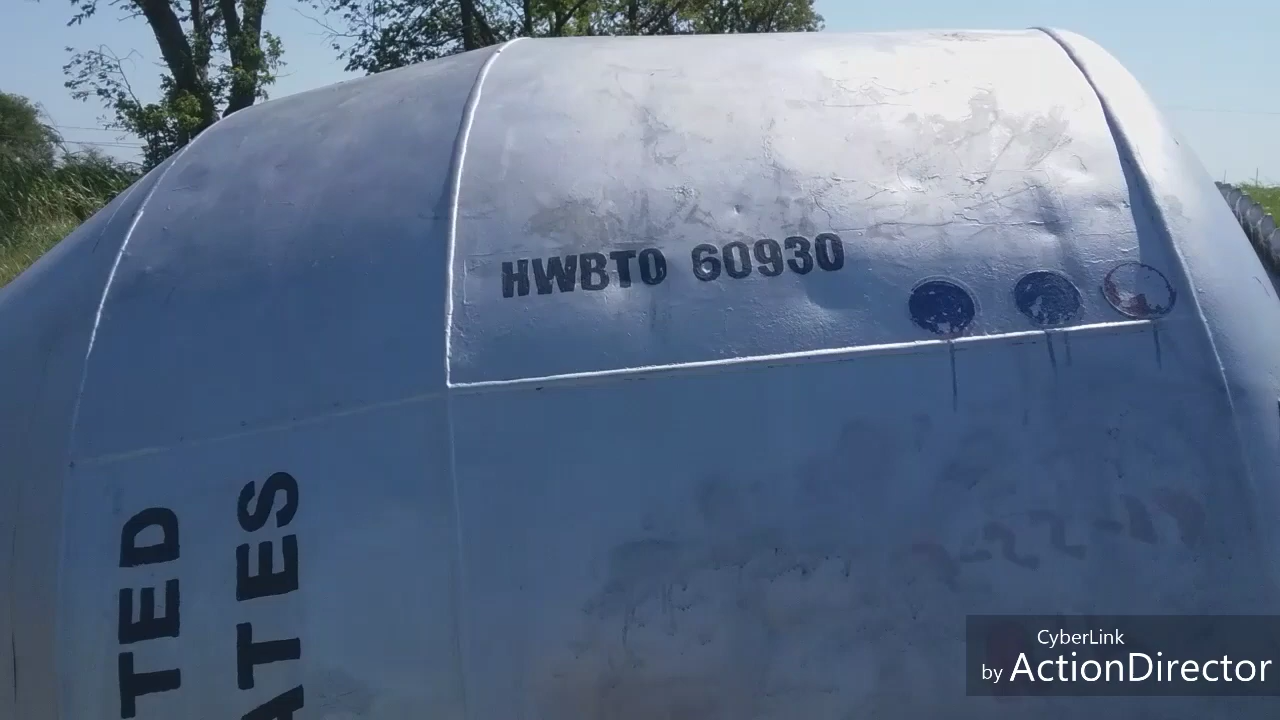 HWBTO 60930
TED
ATES
CyberLink
by ActionDirector